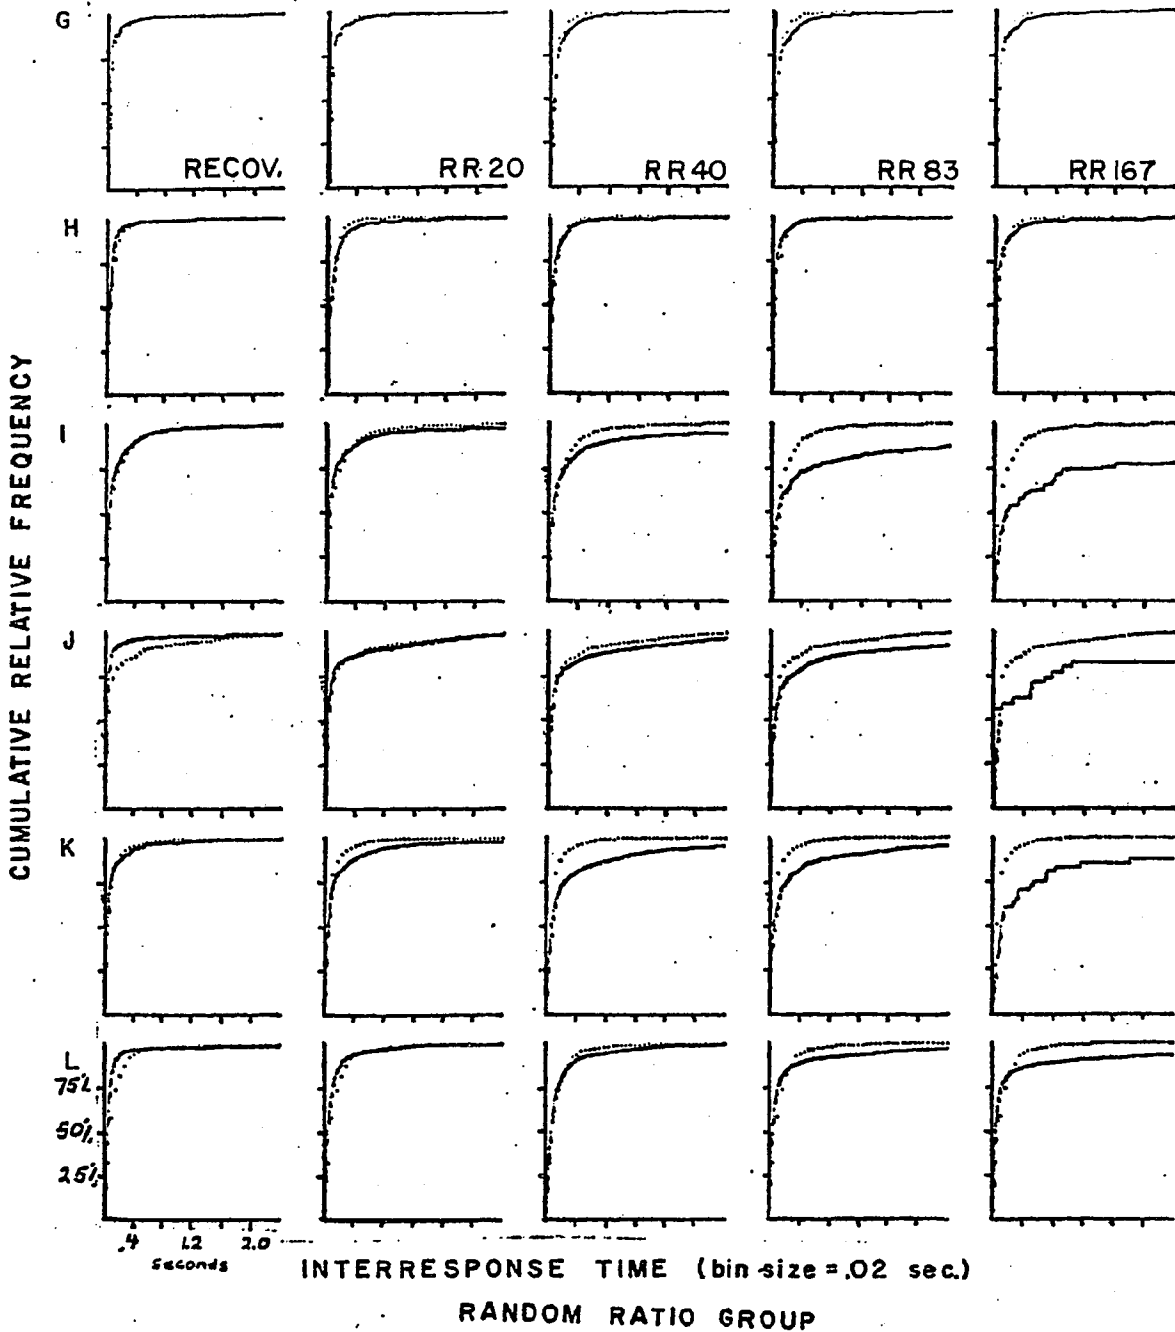 G
RECOV.
RR 20
RR 40
RR 83
RR 167
H
I
J
K
L
75%
50%
25%
CUMULATIVE RELATIVE FREQUENCY
.4 1.2 2.0
seconds
INTERRESPONSE TIME (bin size = .02 sec.)
RANDOM RATIO GROUP